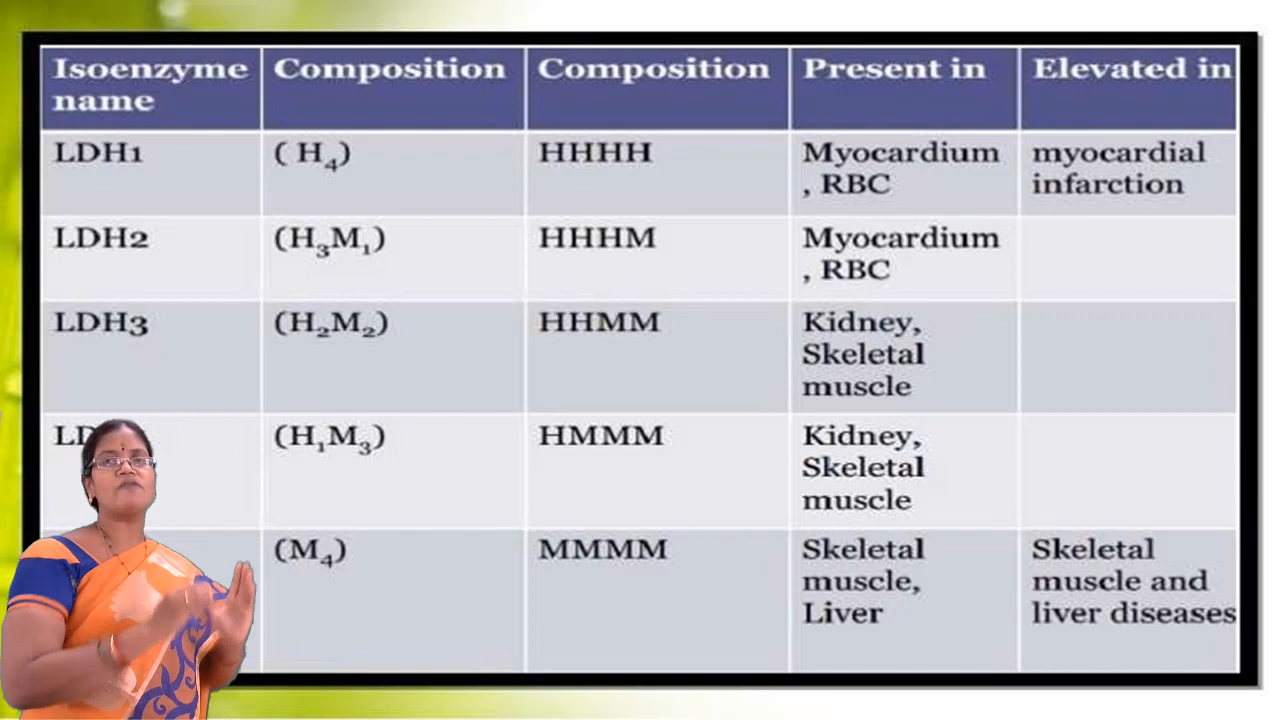 Isoenzyme name
Composition
Composition
Present in
Elevated in
LDH1
( H₄)
HHHH
Myocardium
, RBC
myocardial
infarction
LDH2
(H₃M₁)
HHHM
Myocardium
, RBC
LDH3
(H₂M₂)
HHMM
Kidney,
Skeletal
muscle
(H₁M₃)
HMMM
Kidney,
Skeletal
muscle
(M₄)
MMMM
Skeletal
muscle,
Liver
Skeletal
muscle and
liver diseases